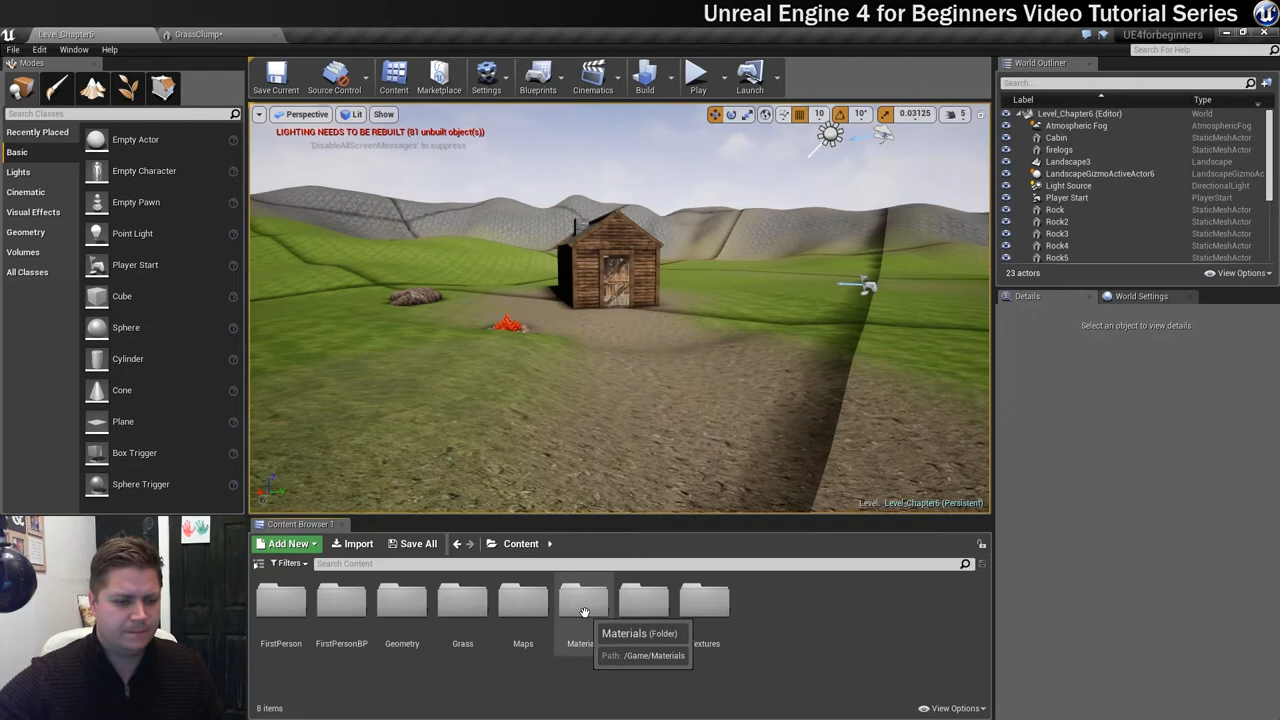 Unreal Engine 4 for Beginners Video Tutorial Series
Level_Chapter6
GrassClump*
UE4forbeginners
File Edit Window Help
Search For Help
Modes
Search Classes
Recently Placed
Basic
Lights
Cinematic
Visual Effects
Geometry
Volumes
All Classes
Empty Actor
Empty Character
Empty Pawn
Point Light
Player Start
Cube
Sphere
Cylinder
Cone
Plane
Box Trigger
Sphere Trigger
Save Current
Source Control
Content
Marketplace
Settings
Blueprints
Cinematics
Build
Play
Launch
Perspective Lit Show
10 10° 0.03125 5
LIGHTING NEEDS TO BE REBUILT (81 unbuilt object(s))
'DisableAllScreenMessages' to suppress
Level: Level_Chapter6 (Persistent)
World Outliner
Search...
Label Type
Level_Chapter6 (Editor) World
Atmospheric Fog AtmosphericFog
Cabin StaticMeshActor
firelogs StaticMeshActor
Landscape3 Landscape
LandscapeGizmoActiveActor6 LandscapeGizmoAc
Light Source DirectionalLight
Player Start PlayerStart
Rock StaticMeshActor
Rock2 StaticMeshActor
Rock3 StaticMeshActor
Rock4 StaticMeshActor
Rock5 StaticMeshActor
23 actors
View Options
Details
World Settings
Select an object to view details.
Content Browser 1
Add New Import Save All Content
Filters
Search Content
FirstPerson
FirstPersonBP
Geometry
Grass
Maps
Materia
extures
Materials (Folder)
Path: /Game/Materials
8 items
View Options